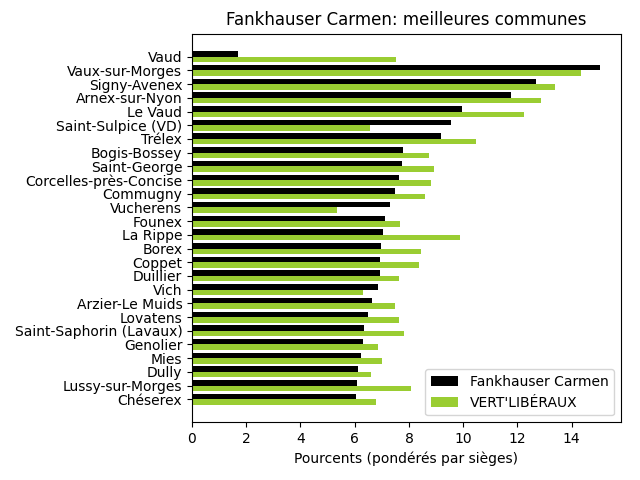 Fankhauser Carmen: meilleures communes
Vaud
Vaux-sur-Morges
Signy-Avenex
Arnex-sur-Nyon
Le Vaud
Saint-Sulpice (VD)
Trélex
Bogis-Bossey
Saint-George
Corcelles-près-Concise
Commugny
Vucherens
Founex
La Rippe
Borex
Coppet
Duillier
Vich
Arzier-Le Muids
Lovatens
Saint-Saphorin (Lavaux)
Genolier
Mies
Dully
Lussy-sur-Morges
Chéserex
Fankhauser Carmen
VERT'LIBÉRAUX
0 2 4 6 8 10 12 14
Pourcents (pondérés par sièges)